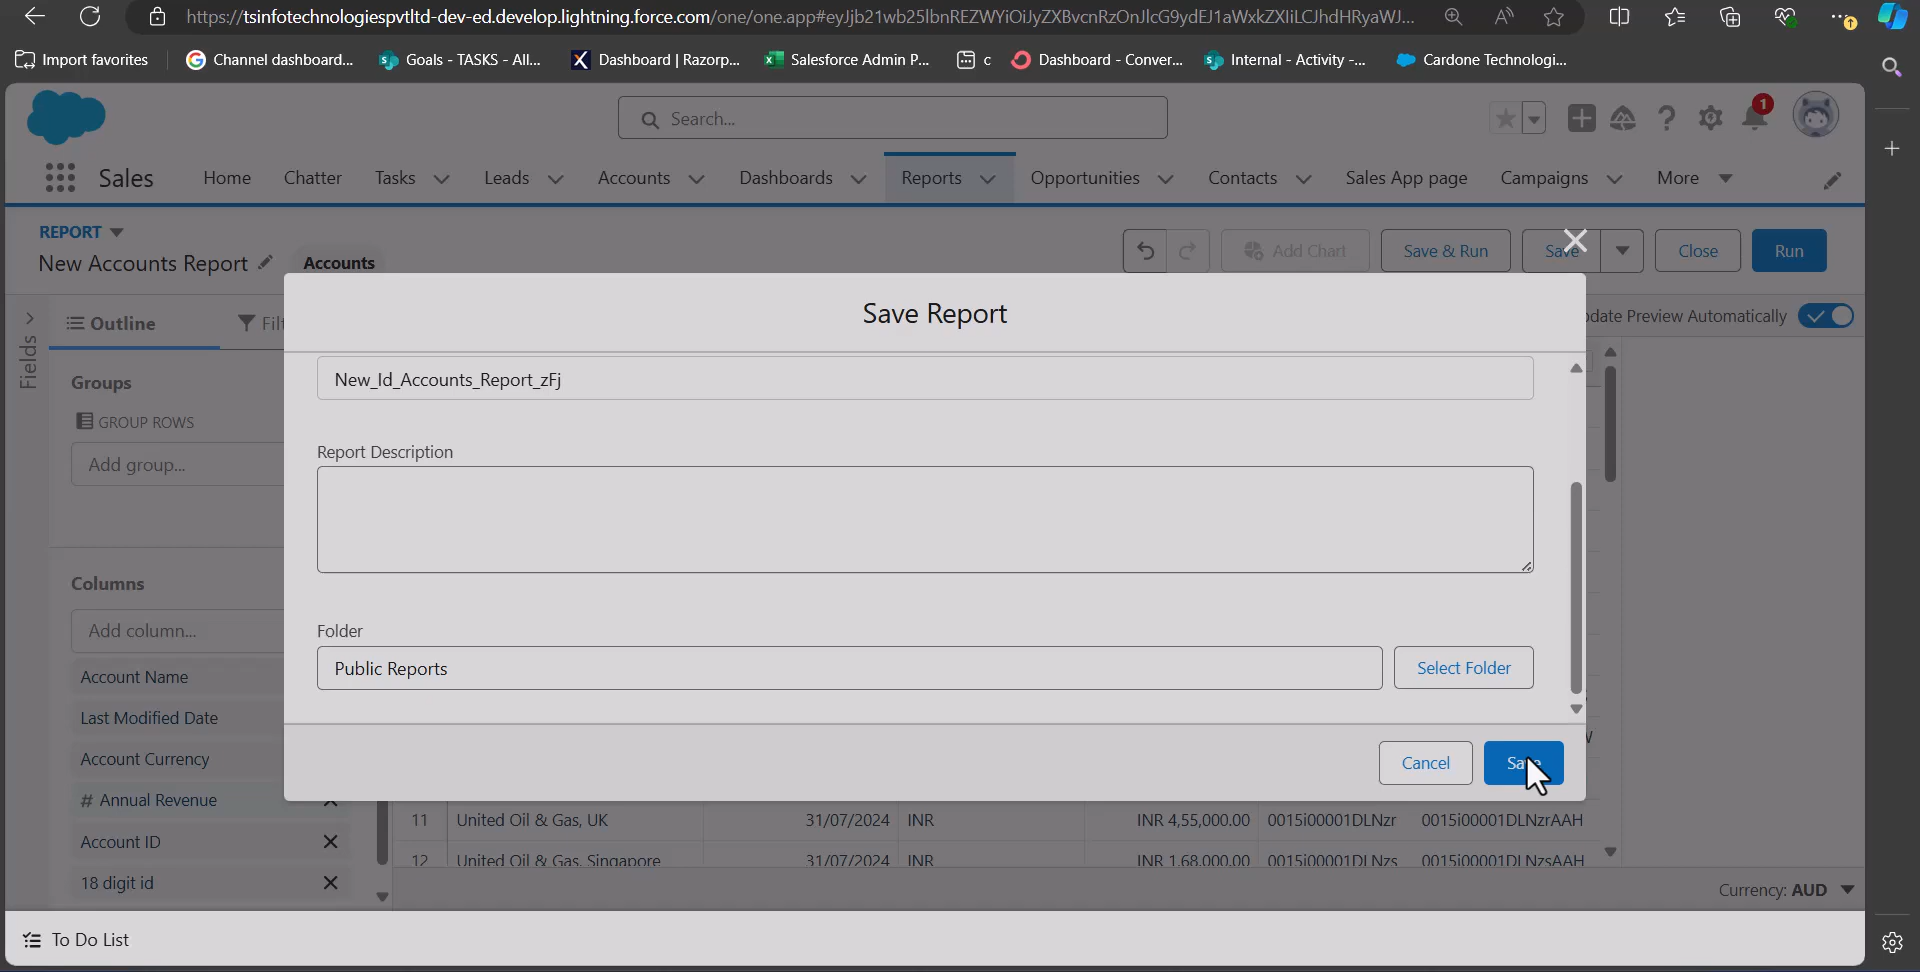 https://tsinfotechnologiespvtltd-dev-ed.develop.lightning.force.com/one/one.app#eyJjb21wb25lbnREZWYiOiJyZXBvcnRzOnJlcG9ydEJ1aWxkZXIiLCJhdHRyaWJ...
Import favorites
Channel dashboard...
Goals - TASKS - All...
Dashboard | Razorp...
Salesforce Admin P...
c
Dashboard - Conver...
Internal - Activity -...
Cardone Technologi...
Search...
1
Sales
Home
Chatter
Tasks
Leads
Accounts
Dashboards
Reports
Opportunities
Contacts
Sales App page
Campaigns
More
REPORT
New Accounts Report
Accounts
Add Chart
Save & Run
Save
Close
Run
Fields
Outline
Update Preview Automatically
Groups
GROUP ROWS
Add group...
Columns
Add column...
Account Name
Last Modified Date
Account Currency
# Annual Revenue
Account ID
18 digit id
Save Report
New_Id_Accounts_Report_zFj
Report Description
Folder
Public Reports
Select Folder
Cancel
Save
11 United Oil & Gas, UK 31/07/2024 INR INR 4,55,000.00 0015i00001DLNzr 0015i00001DLNzrAAH
12 United Oil & Gas, Singapore 31/07/2024 INR INR 1,68,000.00 0015i00001DLNzs 0015i00001DLNzsAAH
Currency: AUD
To Do List